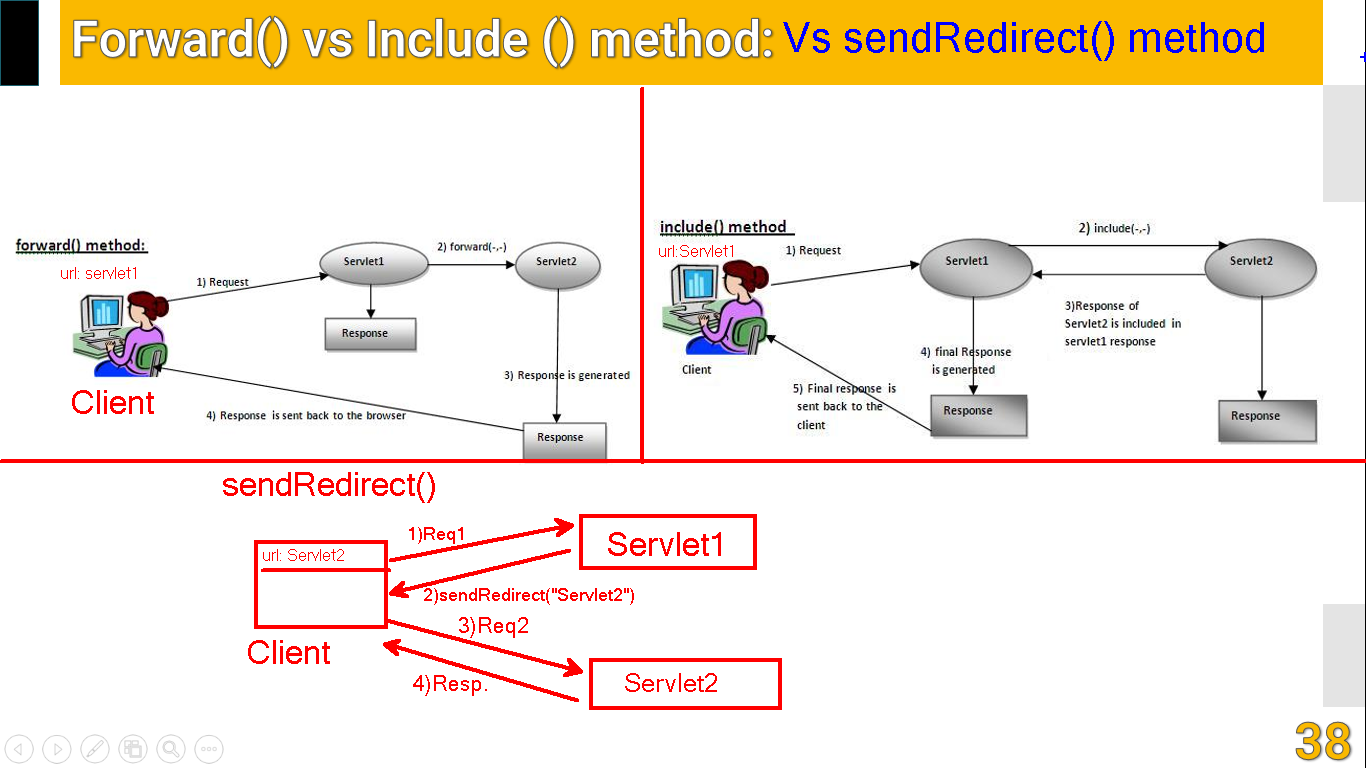 Forward() vs Include () method: Vs sendRedirect() method
forward() method:
url: servlet1
1) Request
Servlet1
2) forward(-,-)
Servlet2
Response
3) Response is generated
Client
4) Response is sent back to the browser
Response
include() method
url:Servlet1
1) Request
Servlet1
2) include(-,-)
Servlet2
3)Response of
Servlet2 is included in
servlet1 response
4) final Response
is generated
Client
5) Final response is
sent back to the
client
Response
Response
sendRedirect()
1)Req1
Servlet1
url: Servlet2
2)sendRedirect("Servlet2")
3)Req2
Client
4)Resp.
Servlet2
38